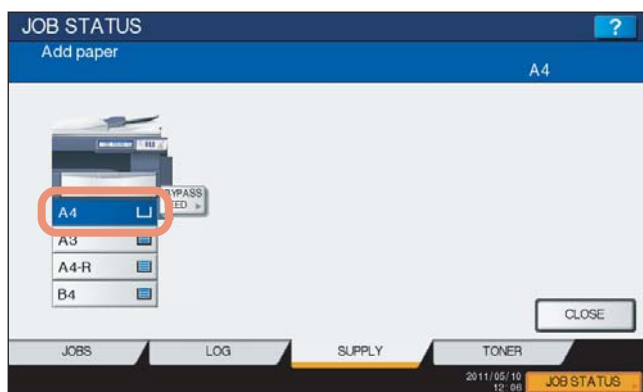 JOB STATUS
?
Add paper
A4
BYPASS
A4
A3
A4-R
B4
CLOSE
JOBS
LOG
SUPPLY
TONER
2011/05/10
12:06
JOB STATUS